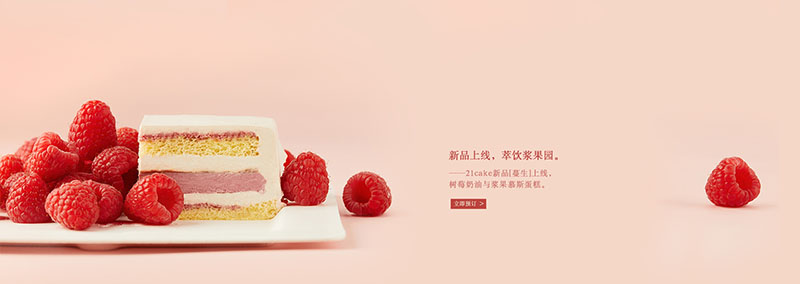 新品上线，萃饮浆果园。
——21cake新品[蔓生]上线，
树莓奶油与浆果慕斯蛋糕。
立即预订 >